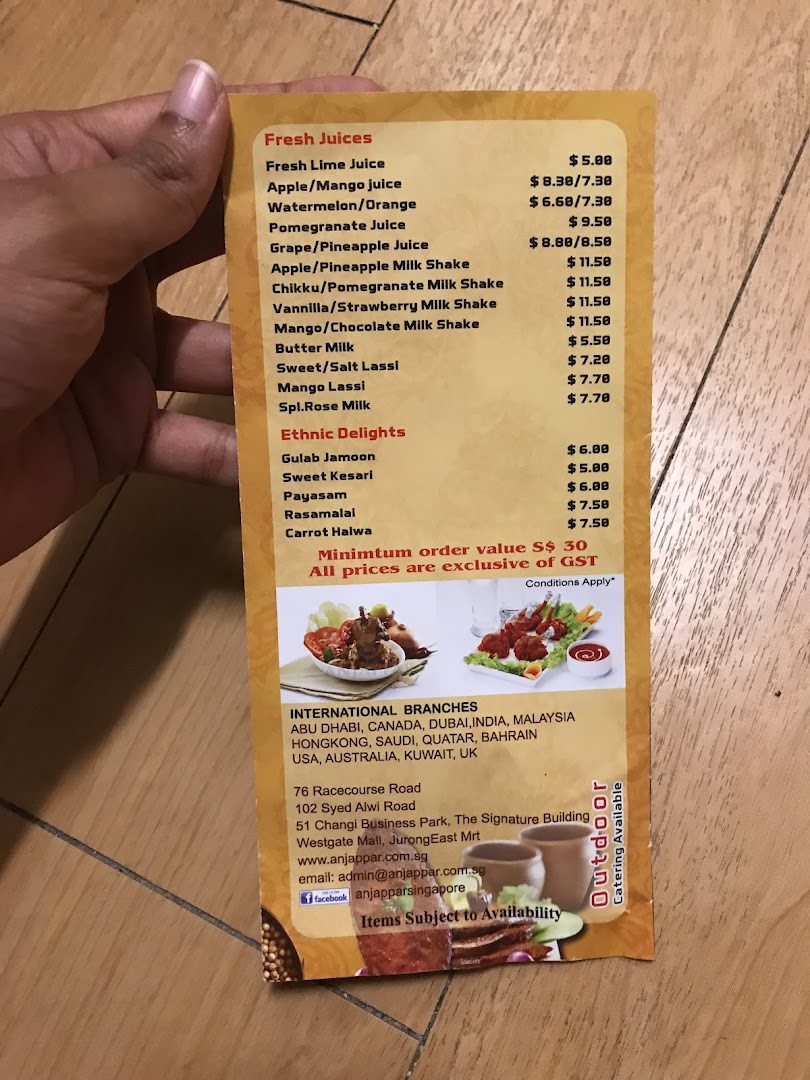 Fresh Juices
Fresh Lime Juice $ 5.00
Apple/Mango juice $ 8.30/7.30
Watermelon/Orange $ 6.60/7.30
Pomegranate Juice $ 9.50
Grape/Pineapple Juice $ 8.80/8.50
Apple/Pineapple Milk Shake $ 11.50
Chikku/Pomegranate Milk Shake $ 11.50
Vannilla/Strawberry Milk Shake $ 11.50
Mango/Chocolate Milk Shake $ 11.50
Butter Milk $ 5.50
Sweet/Salt Lassi $ 7.20
Mango Lassi $ 7.70
Spl.Rose Milk $ 7.70
Ethnic Delights
Gulab Jamoon $ 6.00
Sweet Kesari $ 5.00
Payasam $ 6.00
Rasamalai $ 7.50
Carrot Halwa $ 7.50
Minimtum order value S$ 30
All prices are exclusive of GST
Conditions Apply*
INTERNATIONAL BRANCHES
ABU DHABI, CANADA, DUBAI,INDIA, MALAYSIA
HONGKONG, SAUDI, QUATAR, BAHRAIN
USA, AUSTRALIA, KUWAIT, UK
76 Racecourse Road
102 Syed Alwi Road
51 Changi Business Park, The Signature Building
Westgate Mall, JurongEast Mrt
www.anjappar.com.sg
email: admin@anjappar.com.sg
facebook anjapparsingapore
Items Subject to Availability
Outdoor
Catering Available